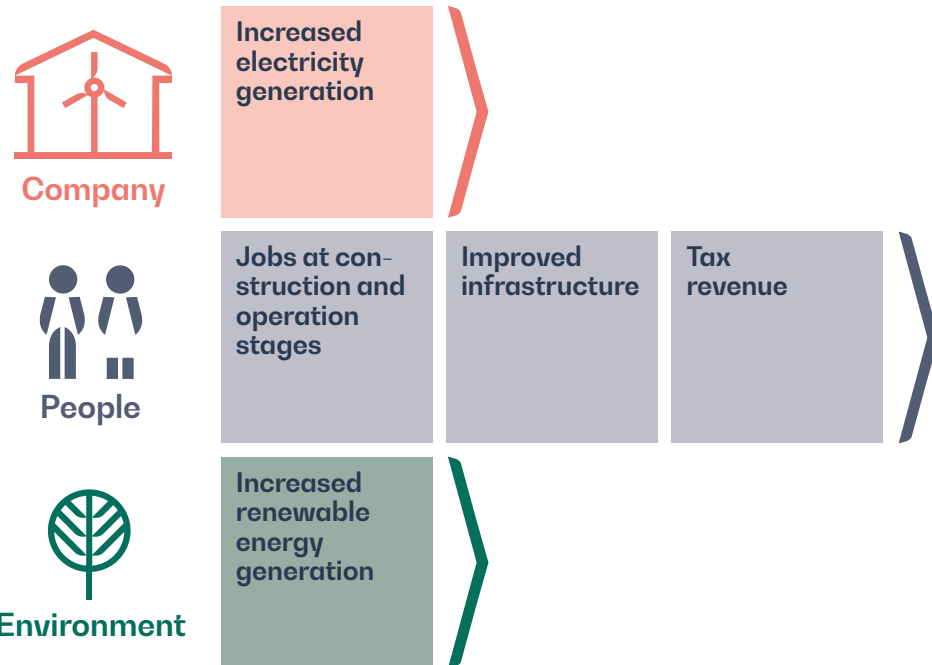 Increased
electricity
generation
Company
Jobs at con-
struction and
operation
stages
Improved
infrastructure
Tax
revenue
People
Increased
renewable
energy
generation
Environment